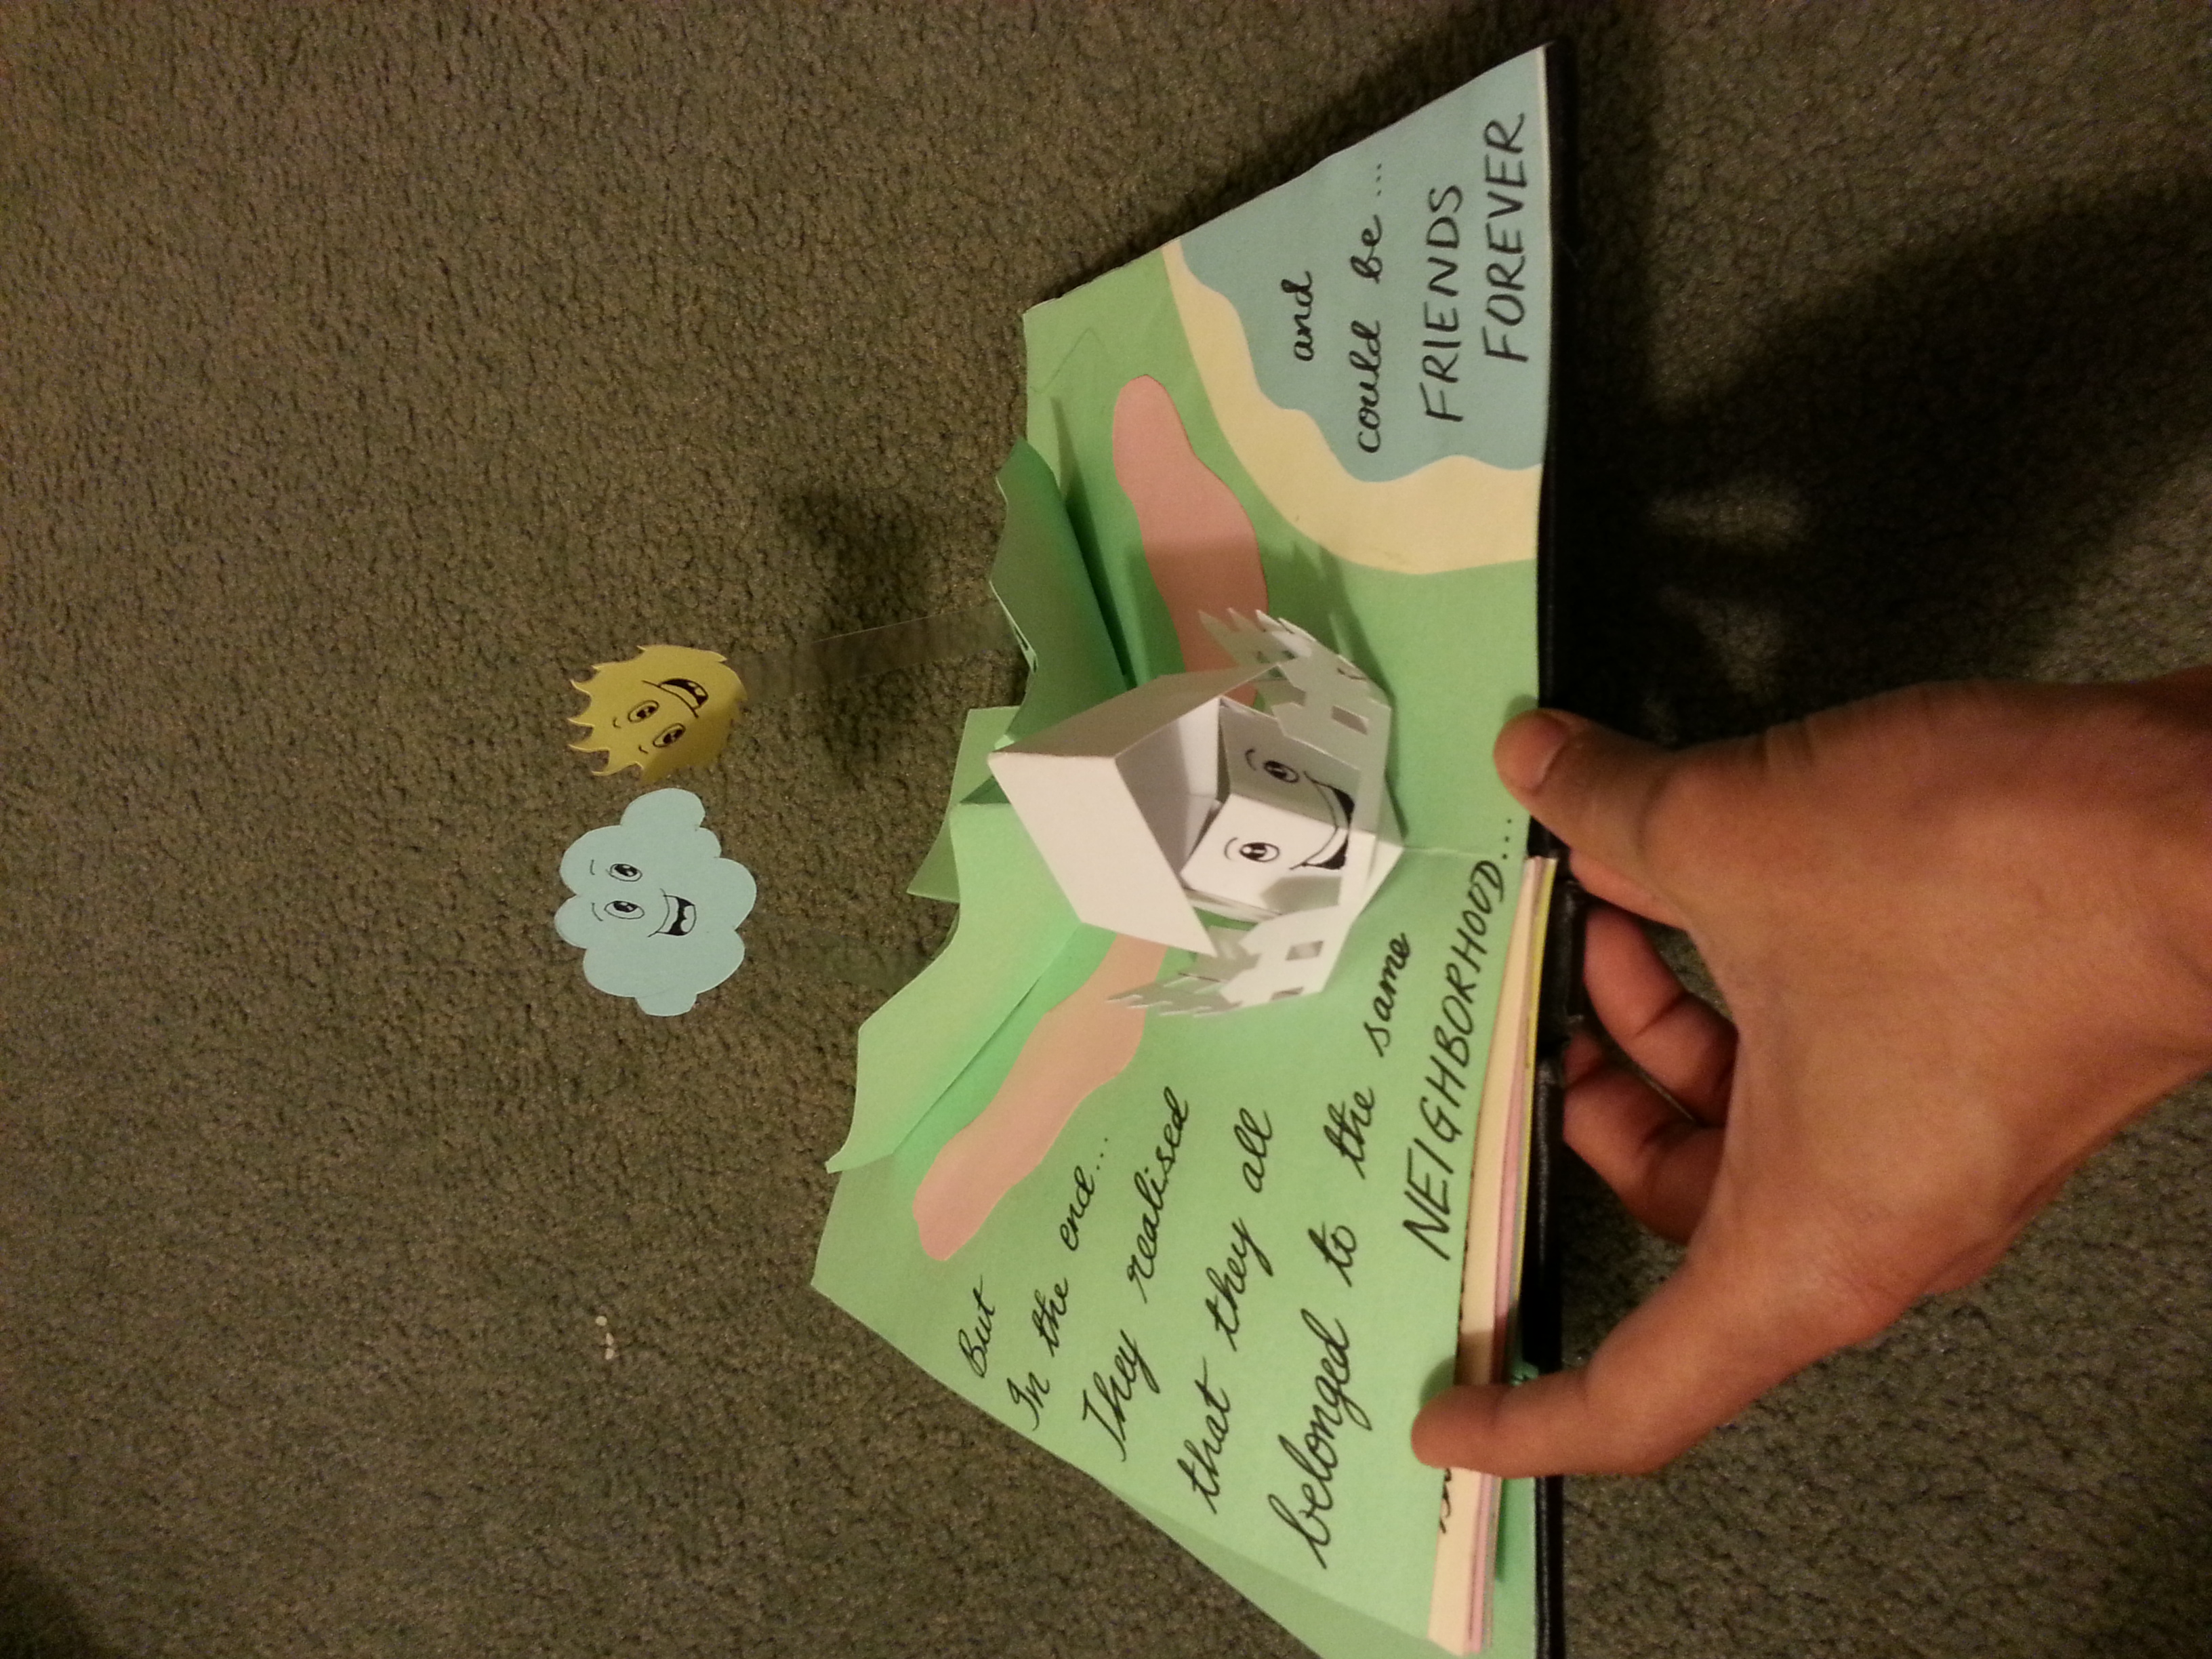 But
In the end...
They realised
that they all
belonged to the same
NEIGHBORHOOD...
and
could be...
FRIENDS
FOREVER